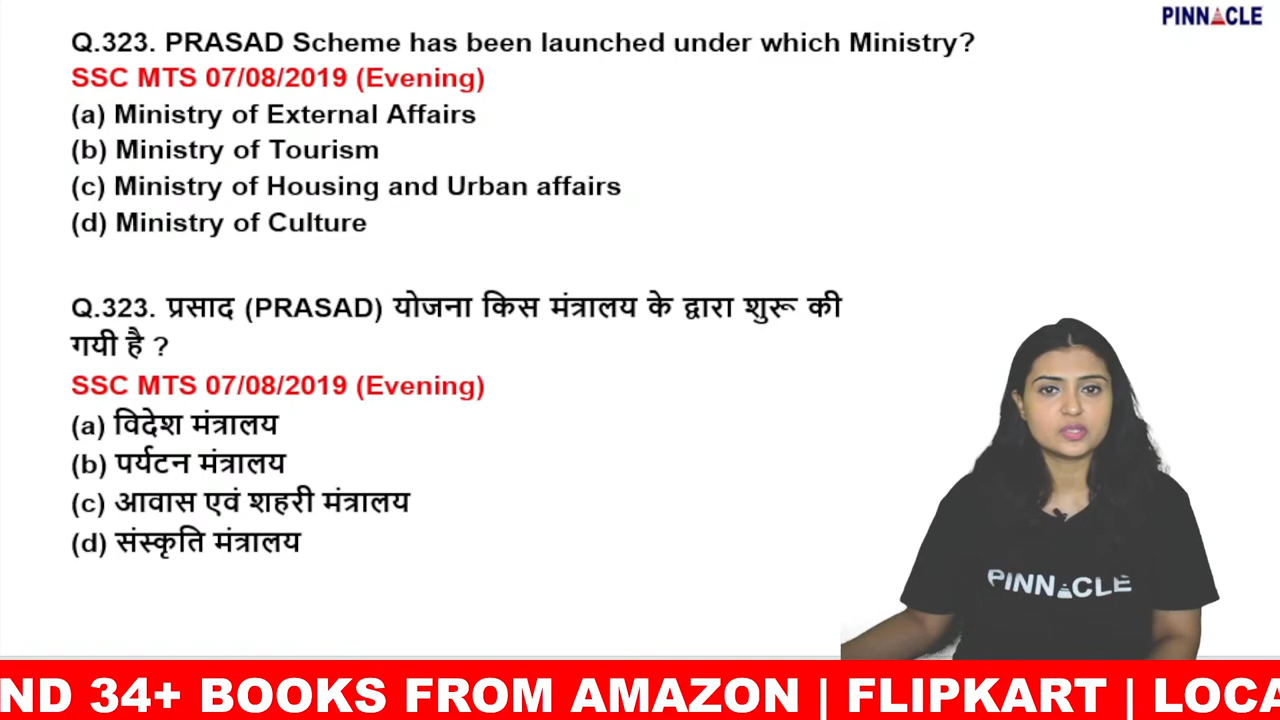 PINNACLE
Q.323. PRASAD Scheme has been launched under which Ministry?
SSC MTS 07/08/2019 (Evening)
(a) Ministry of External Affairs
(b) Ministry of Tourism
(c) Ministry of Housing and Urban affairs
(d) Ministry of Culture
Q.323. प्रसाद (PRASAD) योजना किस मंत्रालय के द्वारा शुरू की
गयी है ?
SSC MTS 07/08/2019 (Evening)
(a) विदेश मंत्रालय
(b) पर्यटन मंत्रालय
(c) आवास एवं शहरी मंत्रालय
(d) संस्कृति मंत्रालय
PINNACLE
ND 34+ BOOKS FROM AMAZON | FLIPKART | LOCA